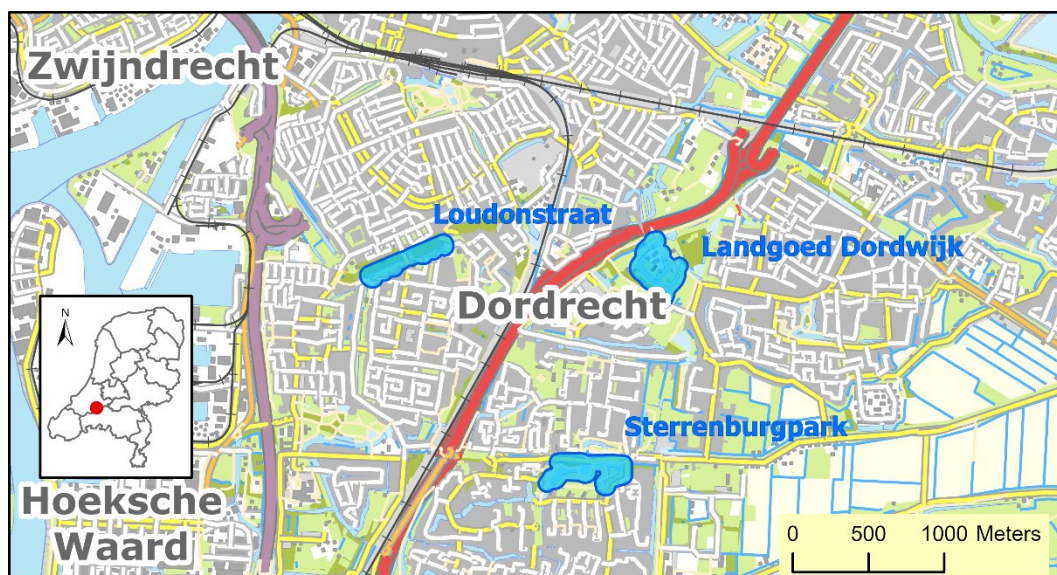 Zwijndrecht
Loudonstraat
Landgoed Dordwijk
Dordrecht
N
Sterrenburgpark
Hoeksche
Waard
0 500 1000 Meters